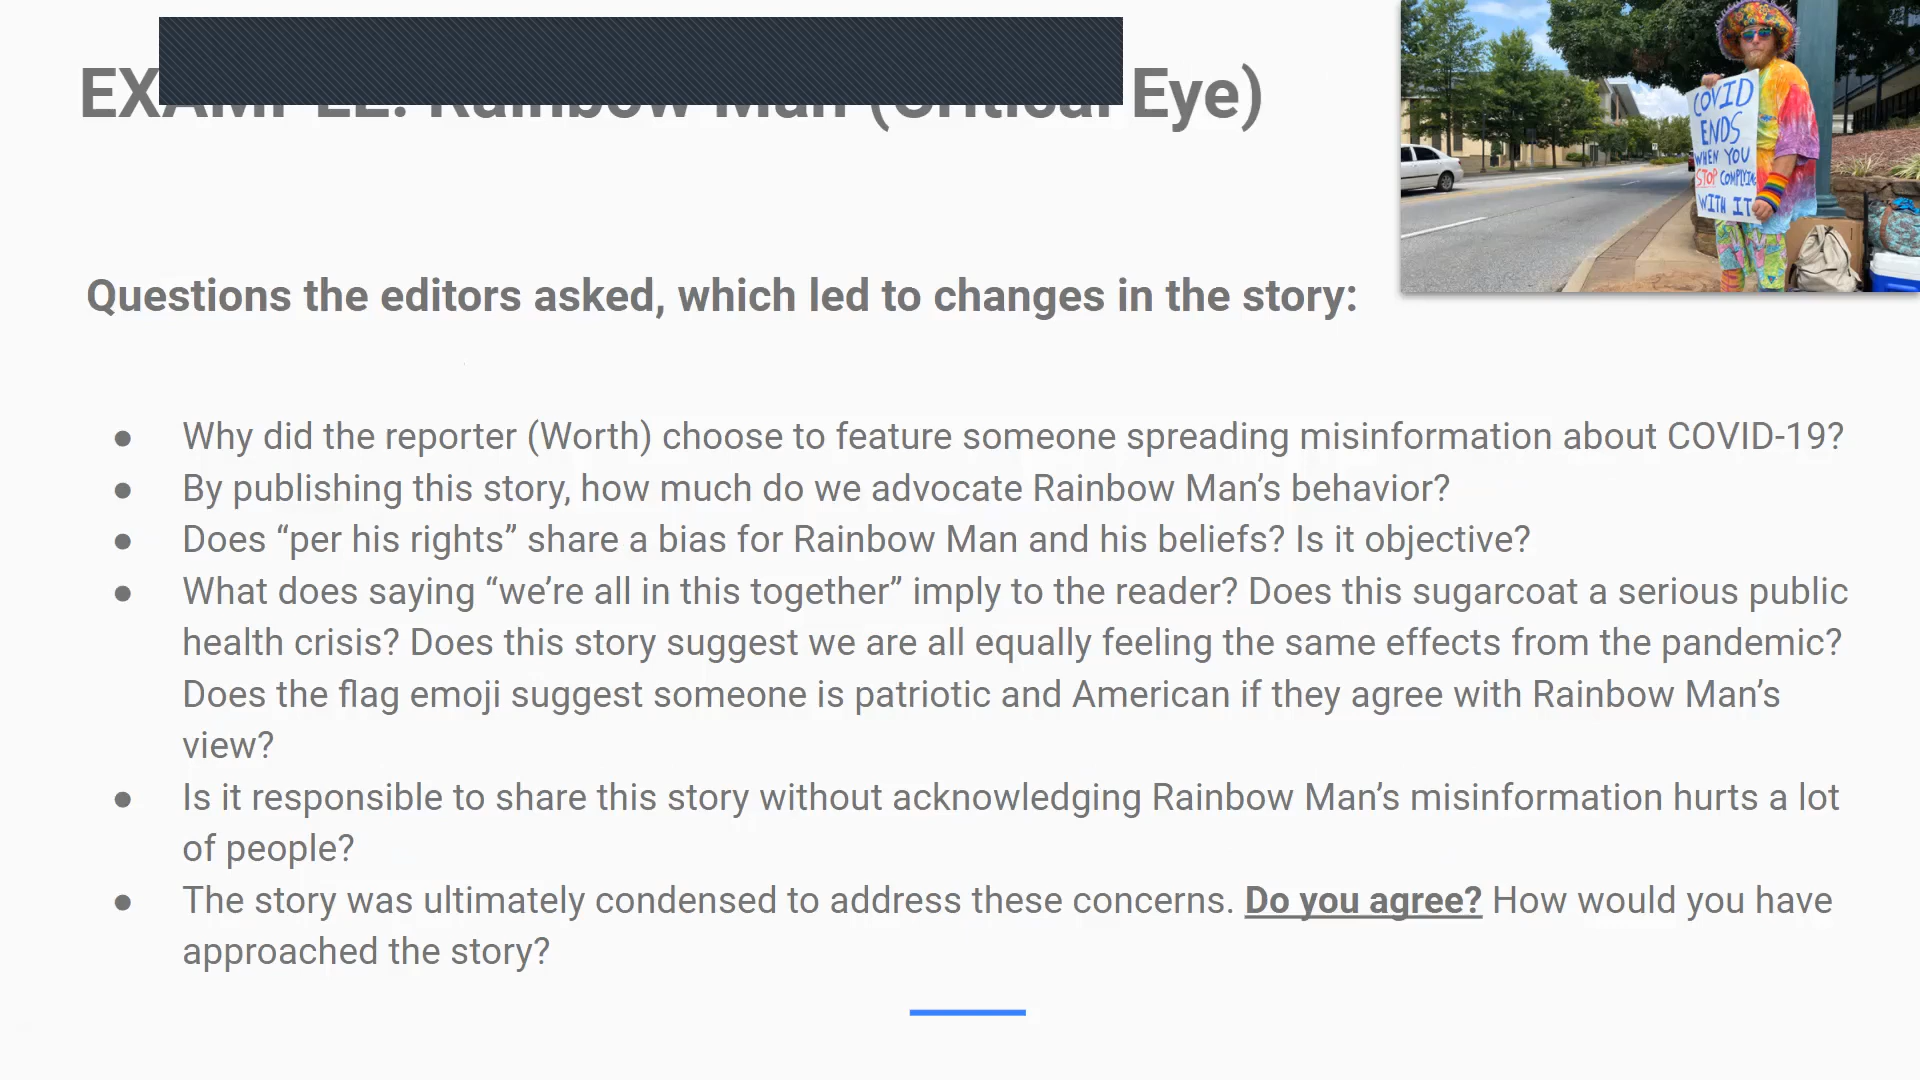 EXAMPLE: Rainbow Man (Critical Eye)
COVID
ENDS
WHEN YOU
STOP COMPLYING
WITH IT
Questions the editors asked, which led to changes in the story:
● Why did the reporter (Worth) choose to feature someone spreading misinformation about COVID-19?
● By publishing this story, how much do we advocate Rainbow Man’s behavior?
● Does “per his rights” share a bias for Rainbow Man and his beliefs? Is it objective?
● What does saying “we’re all in this together” imply to the reader? Does this sugarcoat a serious public
health crisis? Does this story suggest we are all equally feeling the same effects from the pandemic?
Does the flag emoji suggest someone is patriotic and American if they agree with Rainbow Man’s
view?
● Is it responsible to share this story without acknowledging Rainbow Man’s misinformation hurts a lot
of people?
● The story was ultimately condensed to address these concerns. Do you agree? How would you have
approached the story?